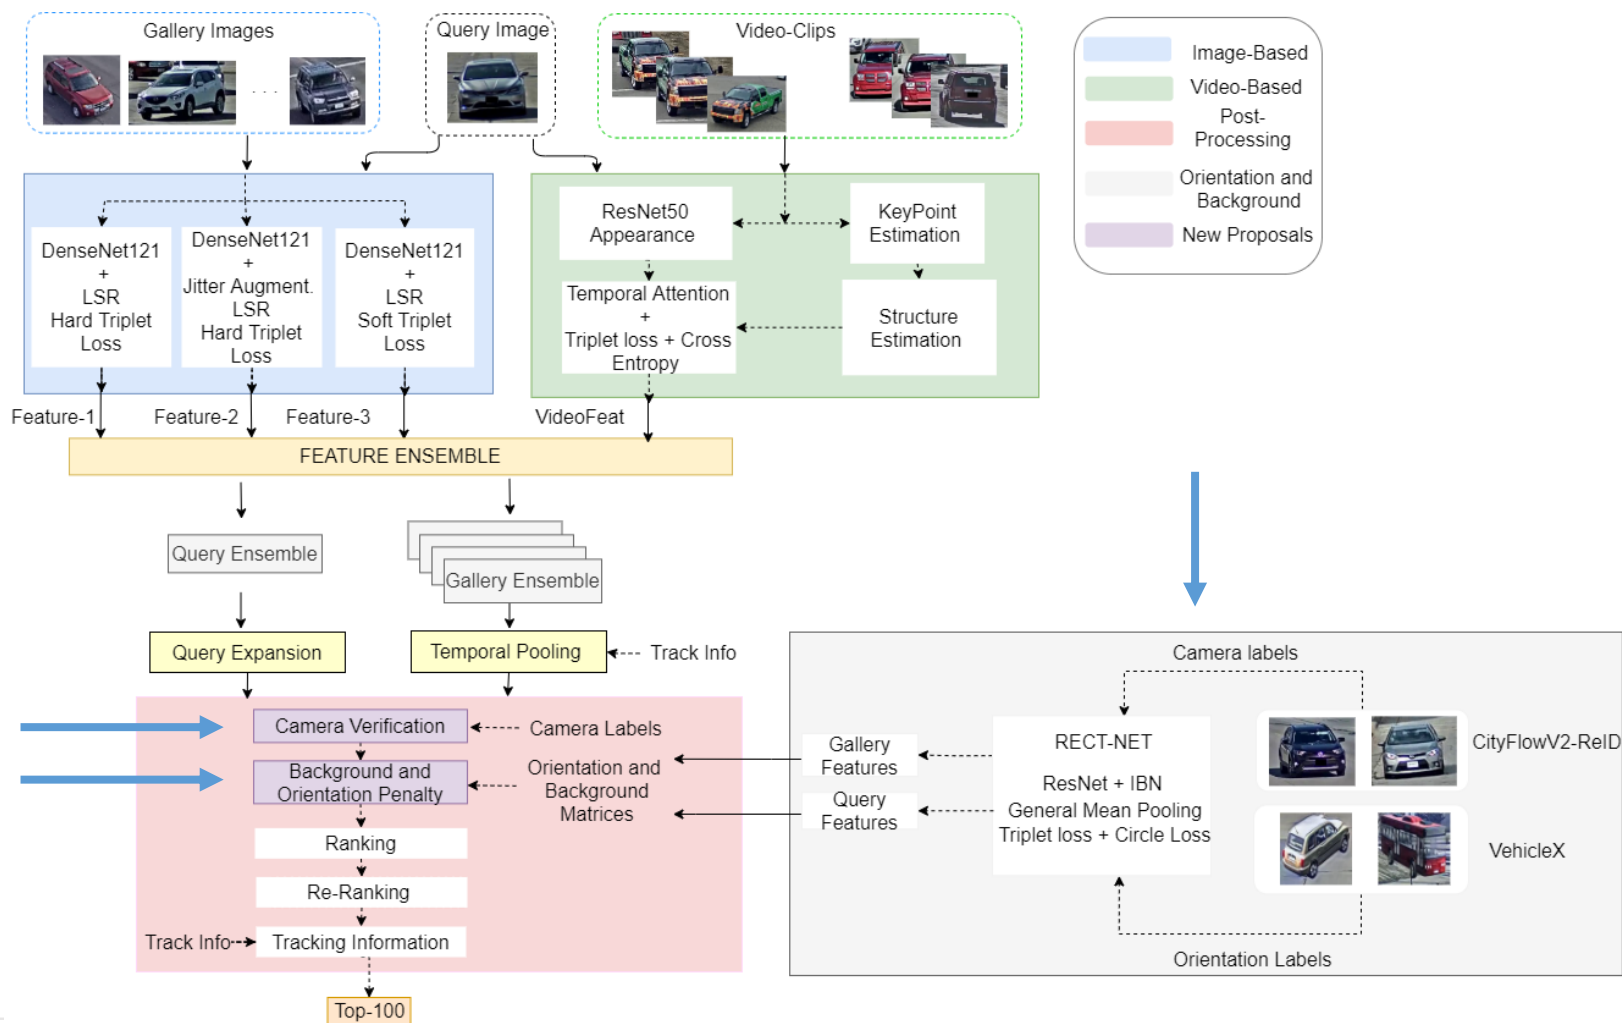 Gallery Images
Query Image
Video-Clips
. . .
Image-Based
Video-Based
Post-
Processing
Orientation and
Background
New Proposals
DenseNet121
+
LSR
Hard Triplet
Loss
DenseNet121
+
Jitter Augment.
LSR
Hard Triplet
Loss
DenseNet121
+
LSR
Soft Triplet
Loss
ResNet50
Appearance
KeyPoint
Estimation
Temporal Attention
+
Triplet loss + Cross
Entropy
Structure
Estimation
Feature-1
Feature-2
Feature-3
VideoFeat
FEATURE ENSEMBLE
Query Ensemble
Gallery Ensemble
Query Expansion
Temporal Pooling
Track Info
Camera Verification
Camera Labels
Background and
Orientation Penalty
Orientation and
Background
Matrices
Ranking
Re-Ranking
Track Info
Tracking Information
Top-100
Gallery
Features
Query
Features
Camera labels
RECT-NET
ResNet + IBN
General Mean Pooling
Triplet loss + Circle Loss
CityFlowV2-ReID
VehicleX
Orientation Labels